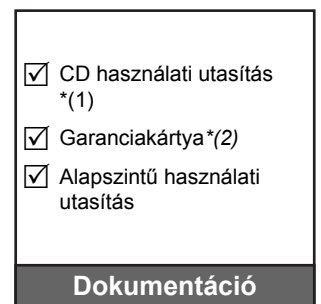 CD használati utasítás
*(1)
Garanciakártya*(2)
Alapszintű használati
utasítás
Dokumentáció